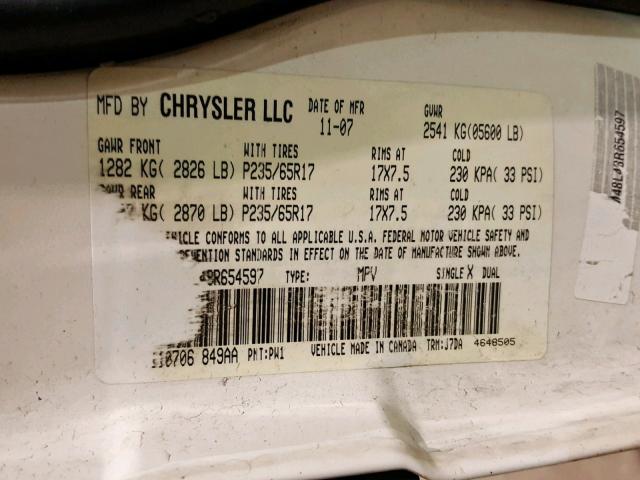 MFD BY CHRYSLER LLC DATE OF MFR 11-07 GVWR 2541 KG(05600 LB)
GAWR FRONT WITH TIRES RIMS AT COLD
1282 KG( 2826 LB) P235/65R17 17X7.5 230 KPA( 33 PSI)
REAR WITH TIRES RIMS AT COLD
KG( 2870 LB) P235/65R17 17X7.5 230 KPA( 33 PSI)
CONFORMS TO ALL APPLICABLE U.S.A. FEDERAL MOTOR VEHICLE SAFETY AND
STANDARDS IN EFFECT ON THE DATE OF MANUFACTURE SHOWN ABOVE.
R654597 TYPE: MPV SINGLE X DUAL
0706 849AA PNT:PW1 VEHICLE MADE IN CANADA TRM:J7DA 4648505